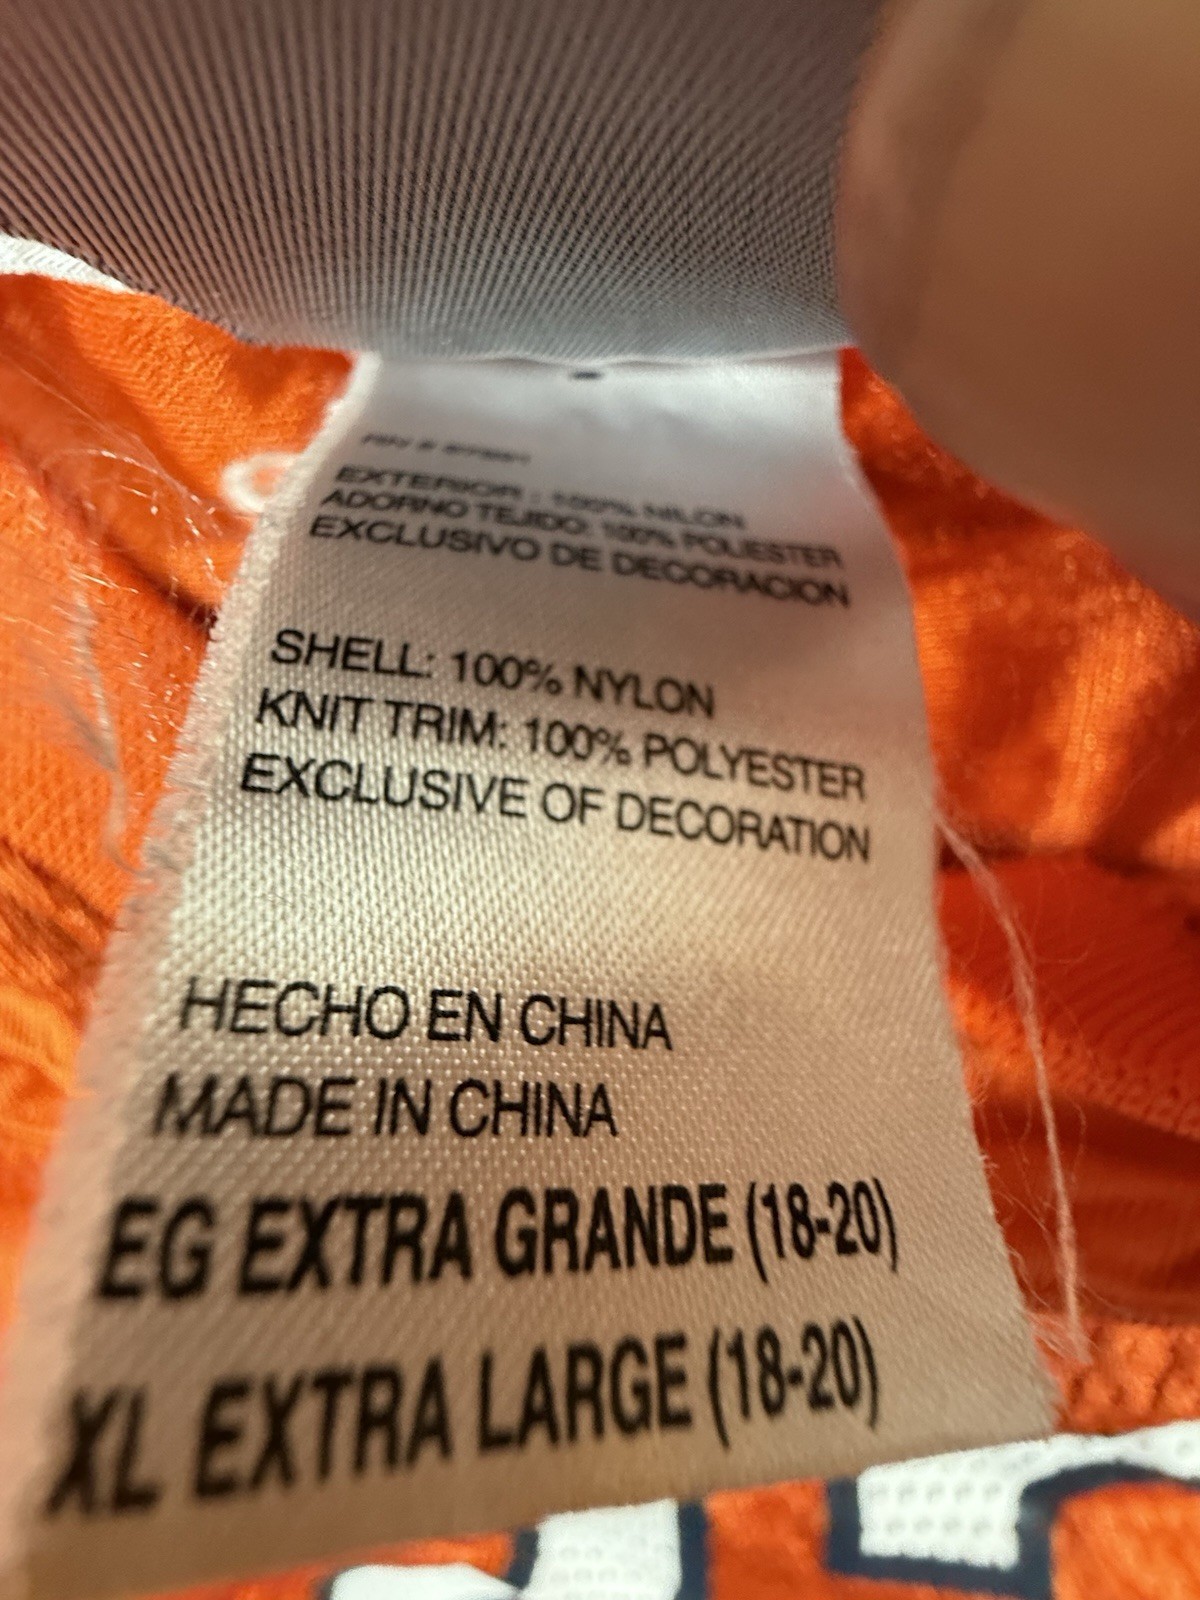 EXTERIOR : 100% NILON
ADORNO TEJIDO: 100% POLIESTER
EXCLUSIVO DE DECORACION
SHELL: 100% NYLON
KNIT TRIM: 100% POLYESTER
EXCLUSIVE OF DECORATION
HECHO EN CHINA
MADE IN CHINA
EG EXTRA GRANDE (18-20)
XL EXTRA LARGE (18-20)